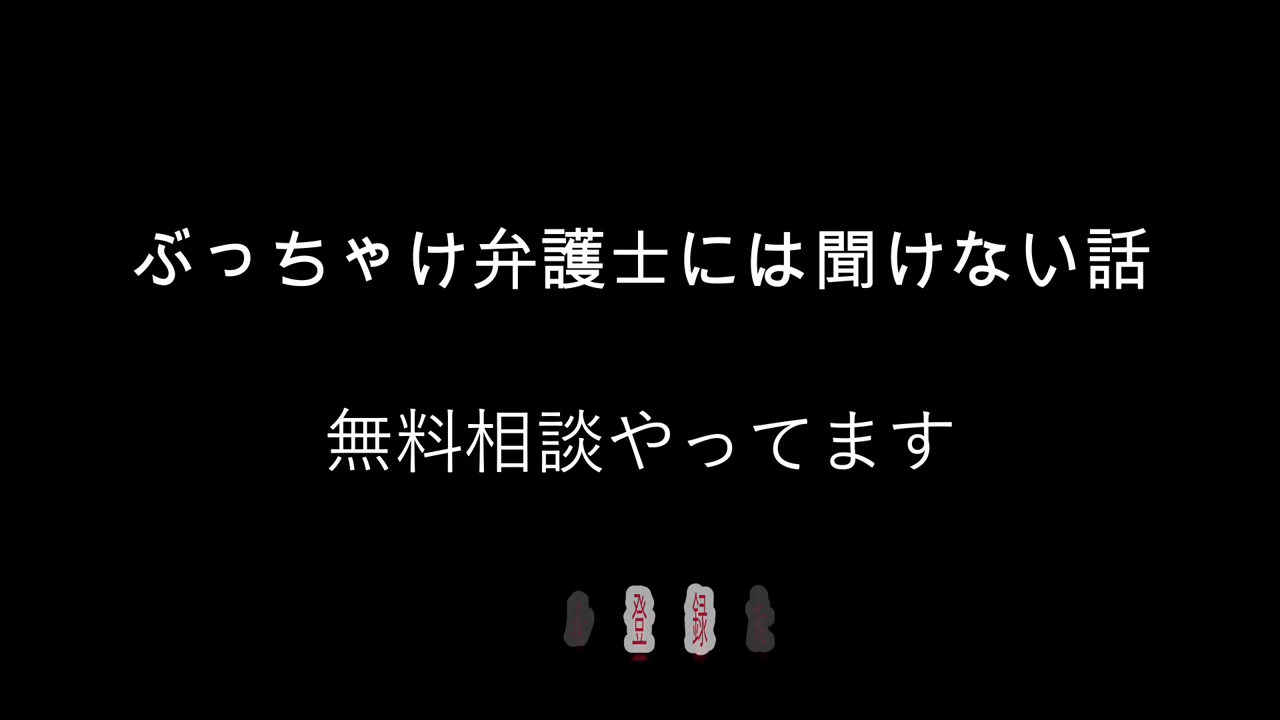 ぶっちゃけ弁護士には聞けない話
無料相談やってます
登録